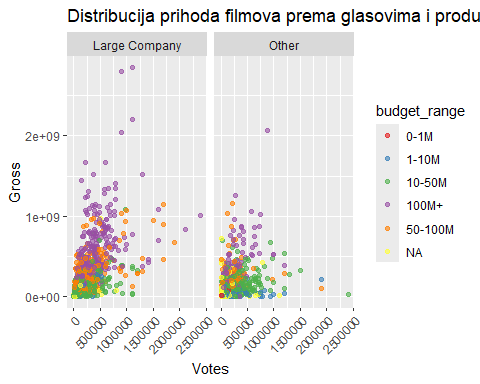 Distribucija prihoda filmova prema glasovima i produ
Large Company
Other
Gross
2e+09
1e+09
0e+00
0
500000
1000000
1500000
2000000
2500000
0
500000
1000000
1500000
2000000
2500000
Votes
budget_range
0-1M
1-10M
10-50M
100M+
50-100M
NA